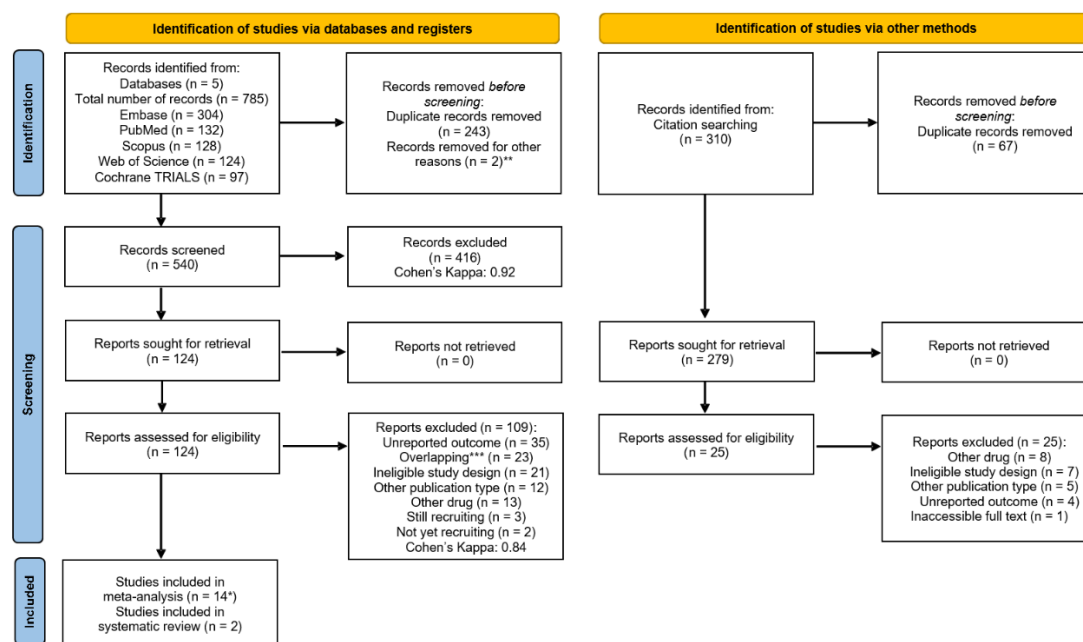 Identification of studies via databases and registers
Identification of studies via other methods
Identification
Records identified from:
Databases (n = 5)
Total number of records (n = 785)
Embase (n = 304)
PubMed (n = 132)
Scopus (n = 128)
Web of Science (n = 124)
Cochrane TRIALS (n = 97)
Records removed before
screening:
Duplicate records removed
(n = 243)
Records removed for other
reasons (n = 2)**
Records identified from:
Citation searching
(n = 310)
Records removed before
screening:
Duplicate records removed
(n = 67)
Screening
Records screened
(n = 540)
Records excluded
(n = 416)
Cohen's Kappa: 0.92
Reports sought for retrieval
(n = 124)
Reports not retrieved
(n = 0)
Reports sought for retrieval
(n = 279)
Reports not retrieved
(n = 0)
Reports assessed for eligibility
(n = 124)
Reports excluded (n = 109):
Unreported outcome (n = 35)
Overlapping*** (n = 23)
Ineligible study design (n = 21)
Other publication type (n = 12)
Other drug (n = 13)
Still recruiting (n = 3)
Not yet recruiting (n = 2)
Cohen's Kappa: 0.84
Reports assessed for eligibility
(n = 25)
Reports excluded (n = 25):
Other drug (n = 8)
Ineligible study design (n = 7)
Other publication type (n = 5)
Unreported outcome (n = 4)
Inaccessible full text (n = 1)
Included
Studies included in
meta-analysis (n = 14*)
Studies included in
systematic review (n = 2)